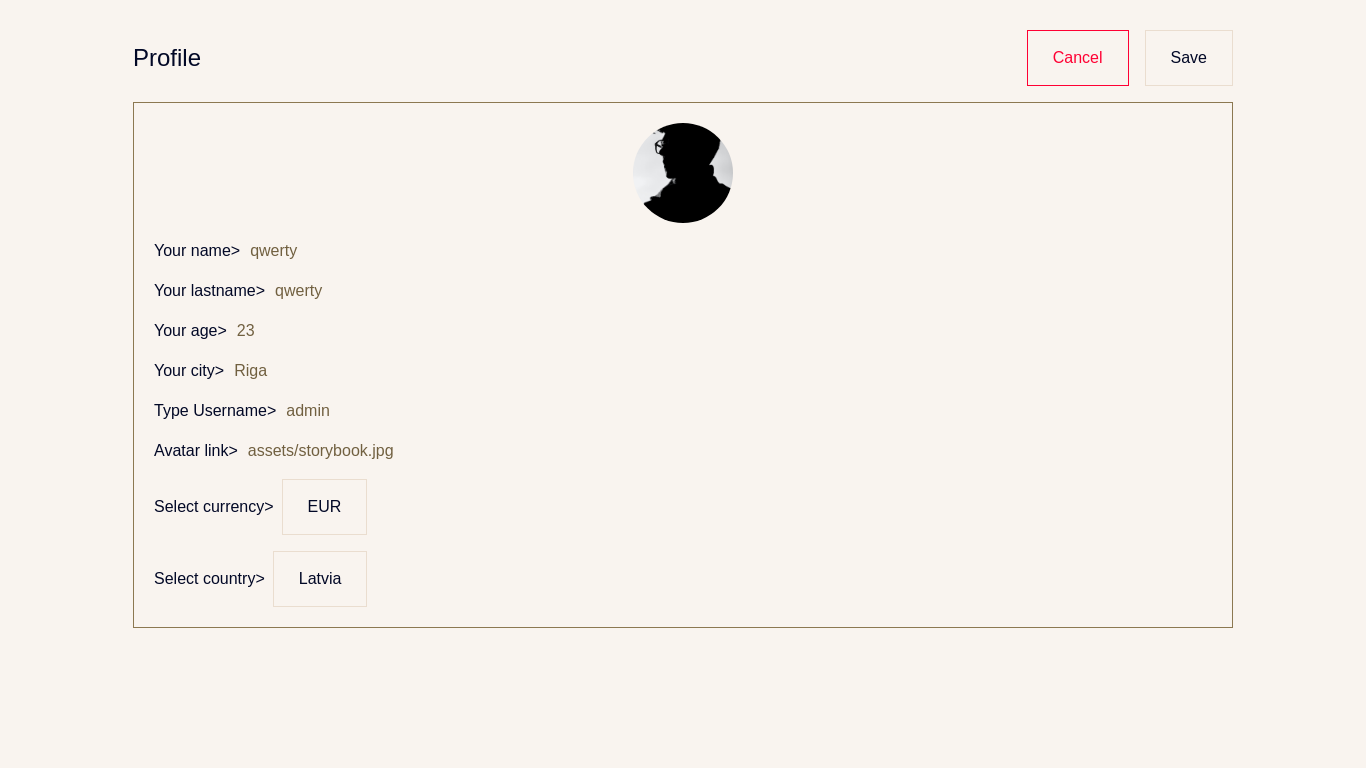 Profile
Cancel
Save
Your name> qwerty
Your lastname> qwerty
Your age> 23
Your city> Riga
Type Username> admin
Avatar link> assets/storybook.jpg
Select currency> EUR
Select country> Latvia